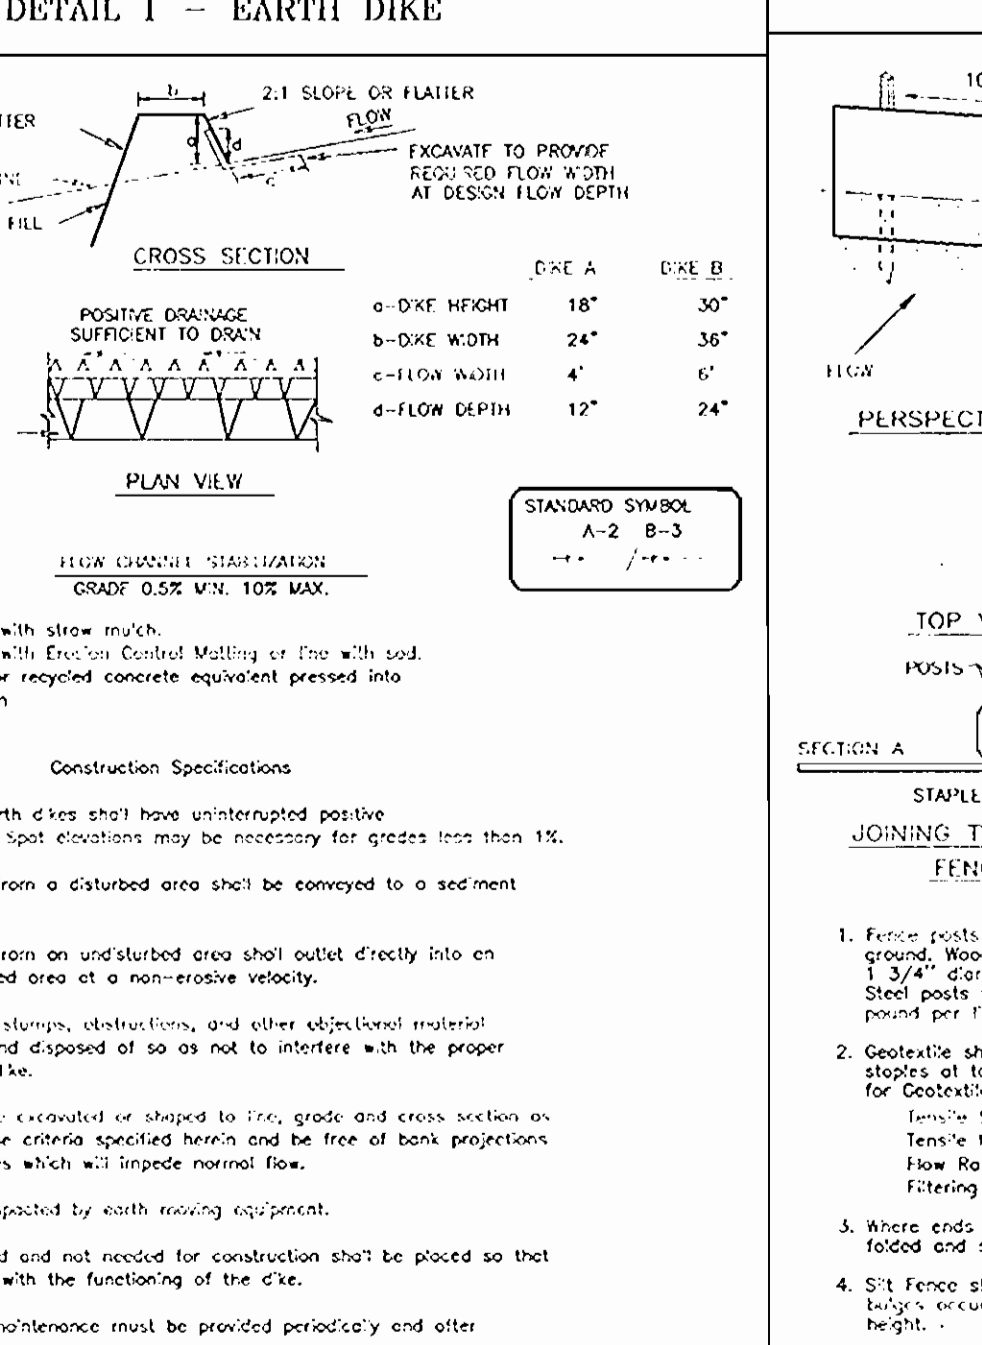 DETAIL 1 - EARTH DIKE
b
2:1 SLOPE OR FLATTER
FLOW
a
d
c
EXCAVATE TO PROVIDE
REQUIRED FLOW WIDTH
AT DESIGN FLOW DEPTH
FILL
CROSS SECTION
DIKE A DIKE B
a-DIKE HEIGHT 18" 30"
b-DIKE WIDTH 24" 36"
c-FLOW WIDTH 4' 6'
d-FLOW DEPTH 12" 24"
POSITIVE DRAINAGE
SUFFICIENT TO DRAIN
PLAN VIEW
STANDARD SYMBOL
A-2 B-3
FLOW CHANNEL STABILIZATION
GRADE 0.5% MIN. 10% MAX.
with straw mulch.
with Erosion Control Matting or line with sod.
recycled concrete equivalent pressed into
Construction Specifications
dikes shall have uninterrupted positive
Spot elevations may be necessary for grades less than 1%.
from a disturbed area shall be conveyed to a sediment
from an undisturbed area shall outlet directly into an
area at a non-erosive velocity.
stumps, obstructions, and other objectional material
disposed of so as not to interfere with the proper
excavated or shaped to line, grade and cross section as
criteria specified herein and be free of bank projections
which will impede normal flow.
by earth moving equipment.
and not needed for construction shall be placed so that
with the functioning of the dike.
must be provided periodically and after
10
FLOW
PERSPECT
TOP V
POSTS
SECTION A
STAPLE
JOINING T
FEN
1. Fence posts
ground. Woo
1 3/4" diar
Steel posts
pound per
2. Geotextile sh
staples at to
for Geotextile
Tensile
Tensile
Flow Ra
Filtering
3. Where ends
folded and s
4. Silt Fence s
bulges occu
height.